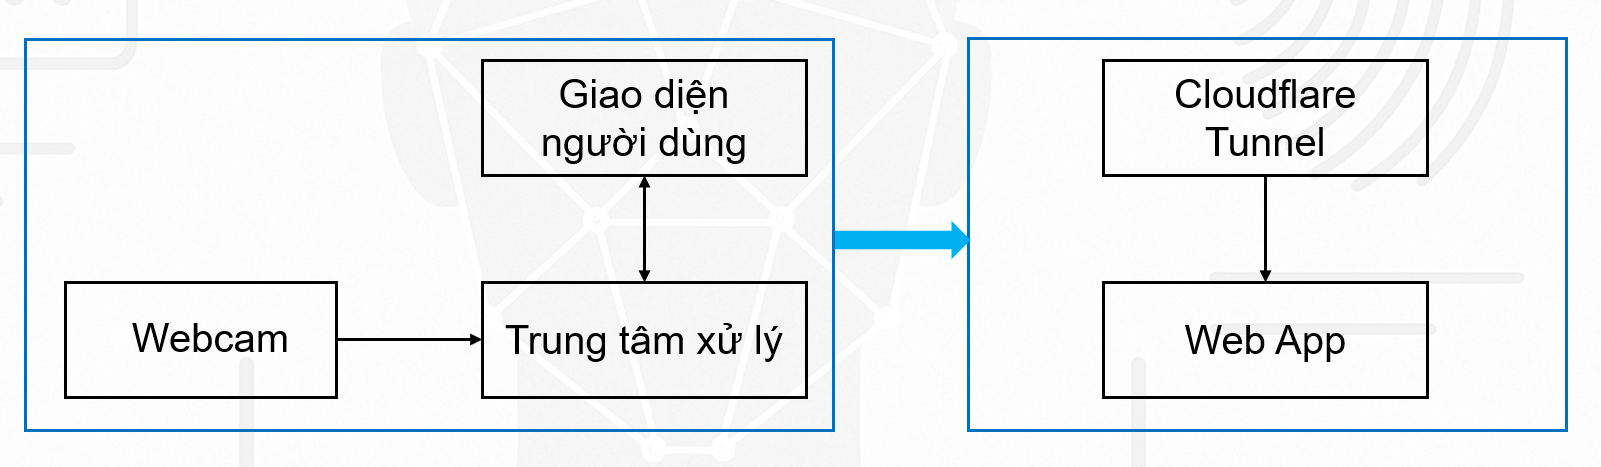 Giao diện
người dùng
Webcam
Trung tâm xử lý
Cloudflare
Tunnel
Web App